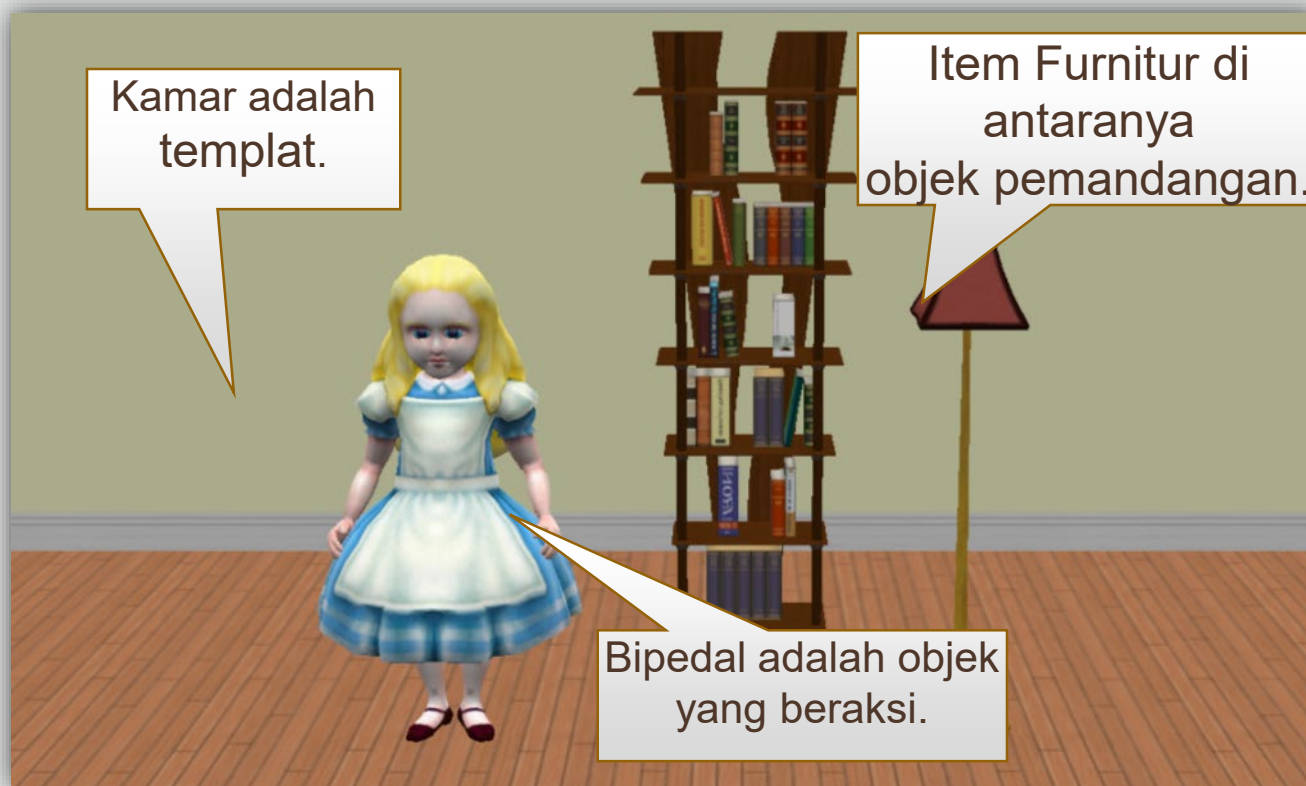 Kamar adalah
templat.
Item Furnitur di
antaranya
objek pemandangan.
Bipedal adalah objek
yang beraksi.